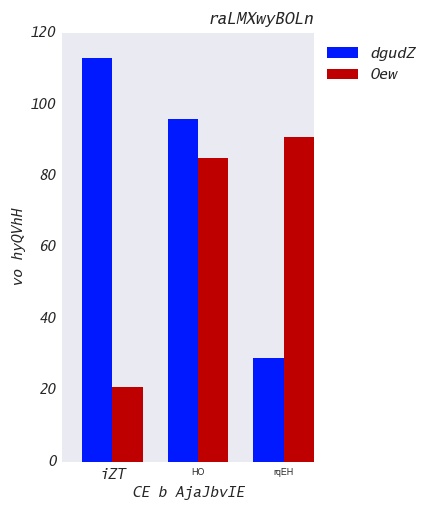 raLMXwyBOLn
120
100
80
60
40
20
0
vo hyQVhH
iZT
HO
rqEH
CE b AjaJbvIE
dgudZ
Oew